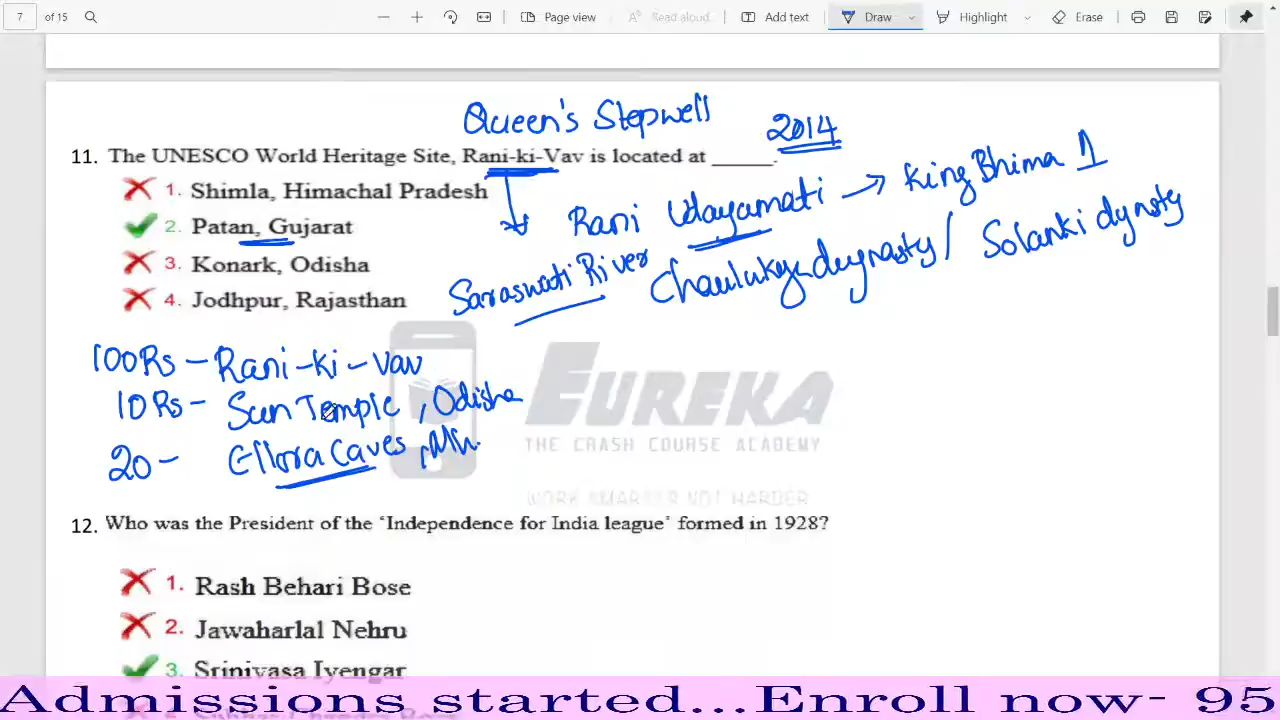 7 of 15 Page view Read aloud Add text Draw Highlight Erase
Queen's Stepwell
2014
11. The UNESCO World Heritage Site, Rani-ki-Vav is located at _____.
1. Shimla, Himachal Pradesh
2. Patan, Gujarat
3. Konark, Odisha
4. Jodhpur, Rajasthan
Rani Udayamati → King Bhima 1
Saraswati River
Chaulukya dynasty / Solanki dynsty
100Rs - Rani-ki-Vav
10Rs - Sun Temple, Odisha
20 - Ellora Caves, Mh.
EUREKA
THE CRASH COURSE ACADEMY
WORK SMARTER NOT HARDER
12. Who was the President of the 'Independence for India league' formed in 1928?
1. Rash Behari Bose
2. Jawaharlal Nehru
3. Srinivasa Iyengar
Admissions started...Enroll now- 95